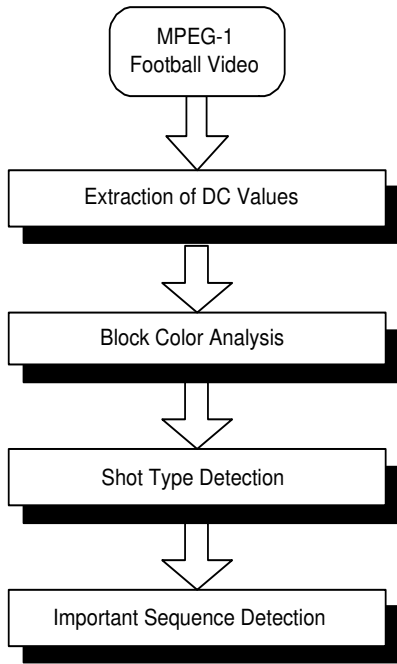 MPEG-1
Football Video
Extraction of DC Values
Block Color Analysis
Shot Type Detection
Important Sequence Detection